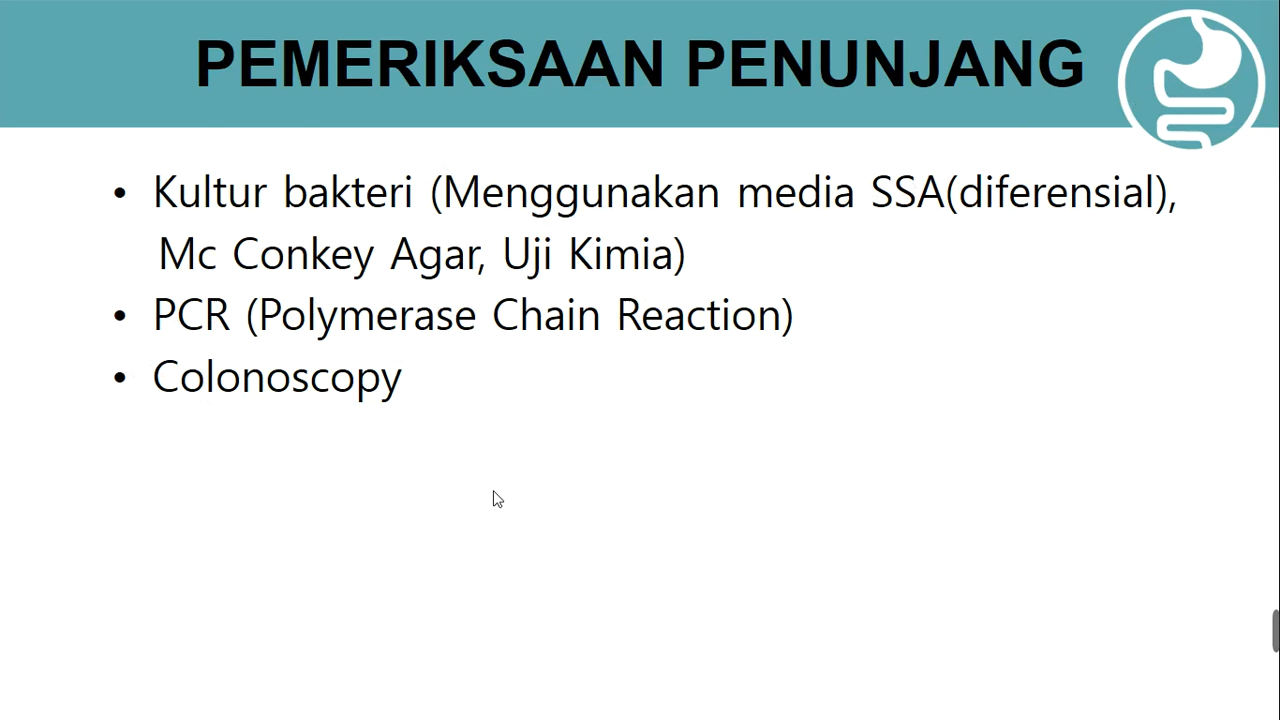 PEMERIKSAAN PENUNJANG
• Kultur bakteri (Menggunakan media SSA(diferensial),
Mc Conkey Agar, Uji Kimia)
• PCR (Polymerase Chain Reaction)
• Colonoscopy